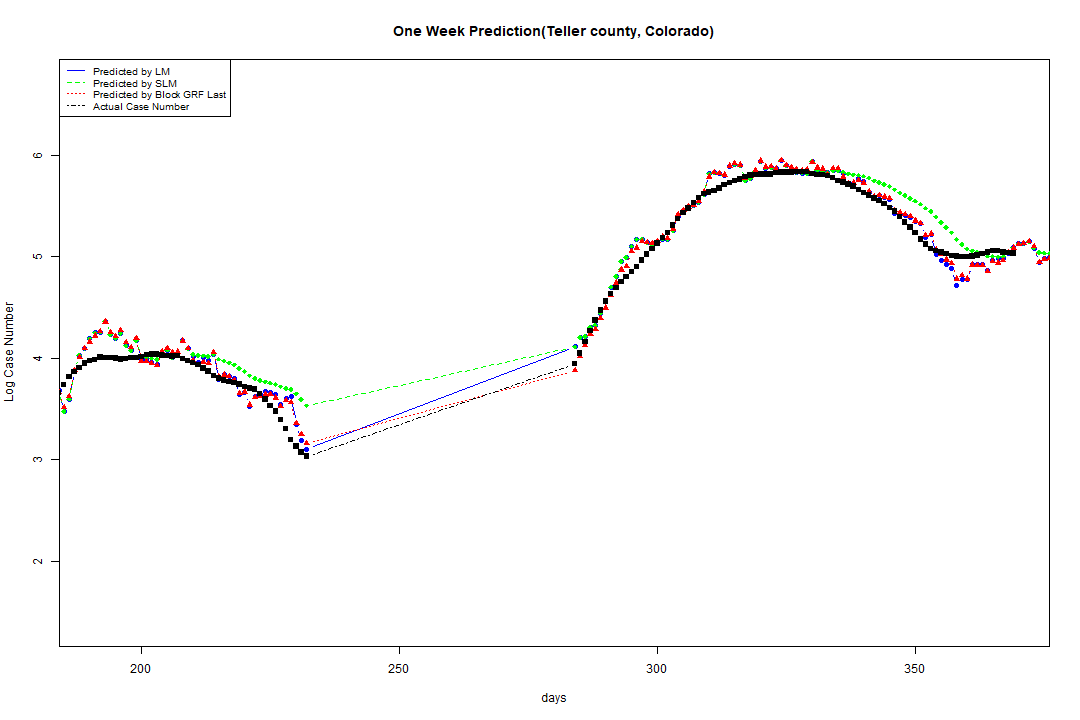 One Week Prediction(Teller county, Colorado)
Predicted by LM
Predicted by SLM
Predicted by Block GRF Last
Actual Case Number
6
5
4
3
2
Log Case Number
200 250 300 350
days